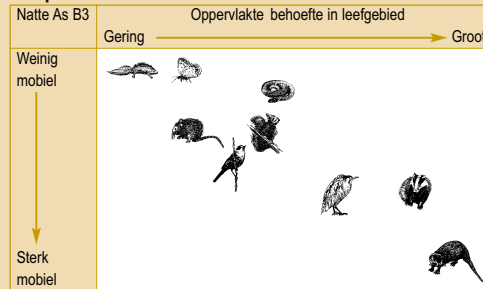 Natte As B3
Oppervlakte behoefte in leefgebied
Gering
Groot
Weinig
mobiel
Sterk
mobiel